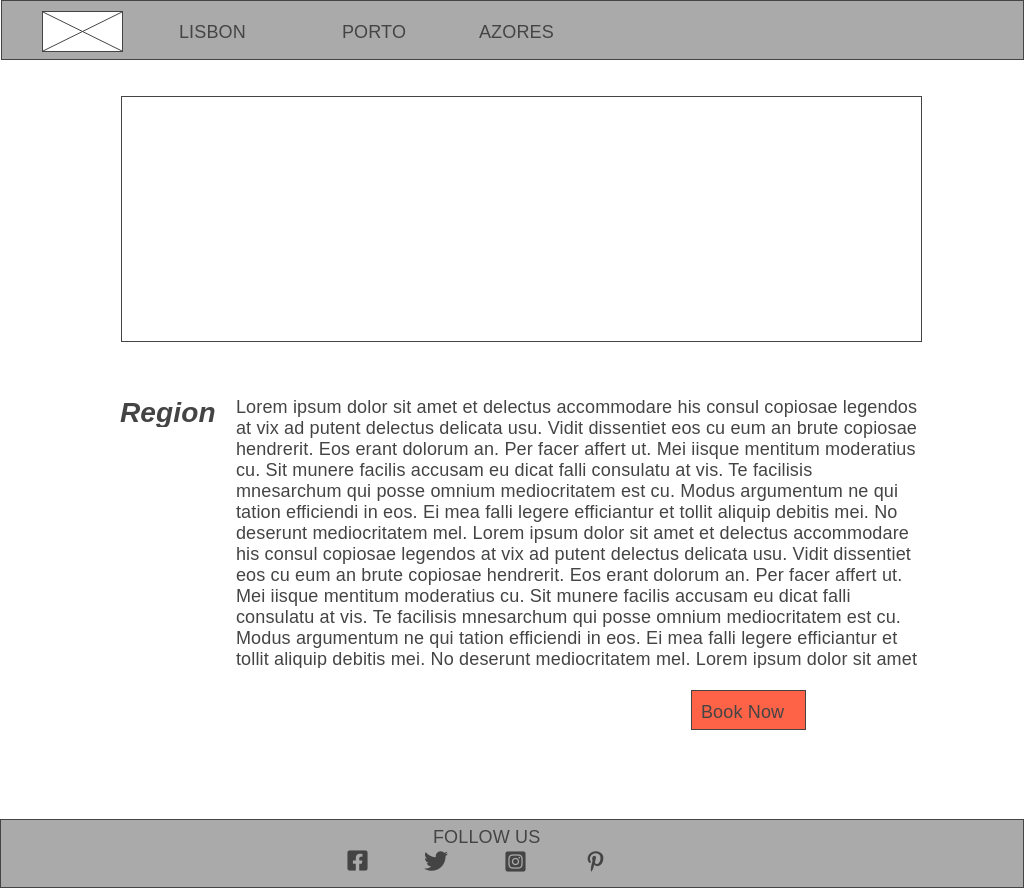 LISBON PORTO AZORES
Region
Lorem ipsum dolor sit amet et delectus accommodare his consul copiosae legendos
at vix ad putent delectus delicata usu. Vidit dissentiet eos cu eum an brute copiosae
hendrerit. Eos erant dolorum an. Per facer affert ut. Mei iisque mentitum moderatius
cu. Sit munere facilis accusam eu dicat falli consulatu at vis. Te facilisis
mnesarchum qui posse omnium mediocritatem est cu. Modus argumentum ne qui
tation efficiendi in eos. Ei mea falli legere efficiantur et tollit aliquip debitis mei. No
deserunt mediocritatem mel. Lorem ipsum dolor sit amet et delectus accommodare
his consul copiosae legendos at vix ad putent delectus delicata usu. Vidit dissentiet
eos cu eum an brute copiosae hendrerit. Eos erant dolorum an. Per facer affert ut.
Mei iisque mentitum moderatius cu. Sit munere facilis accusam eu dicat falli
consulatu at vis. Te facilisis mnesarchum qui posse omnium mediocritatem est cu.
Modus argumentum ne qui tation efficiendi in eos. Ei mea falli legere efficiantur et
tollit aliquip debitis mei. No deserunt mediocritatem mel. Lorem ipsum dolor sit amet
Book Now
FOLLOW US